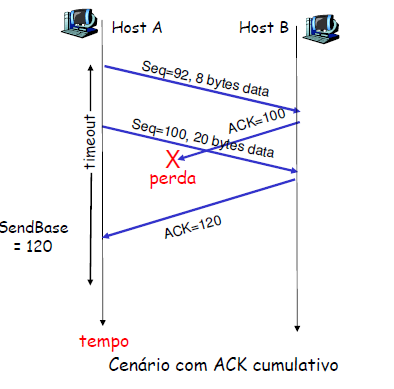 Host A
Host B
Seq=92, 8 bytes data
ACK=100
timeout
Seq=100, 20 bytes data
X
perda
ACK=120
SendBase
= 120
tempo
Cenário com ACK cumulativo